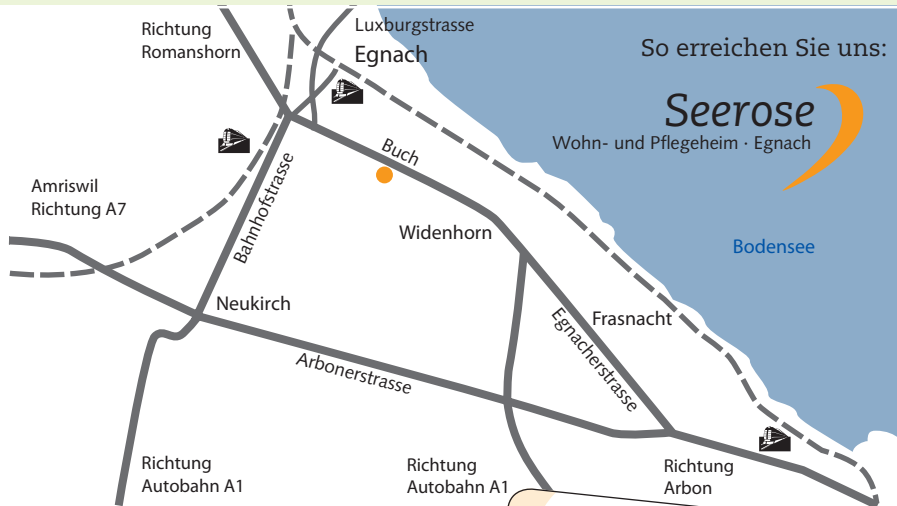 Richtung
Romanshorn
Luxburgstrasse
Egnach
So erreichen Sie uns:
Seerose
Wohn- und Pflegeheim · Egnach
Buch
Bahnhofstrasse
Amriswil
Richtung A7
Widenhorn
Bodensee
Neukirch
Frasnacht
Egnacherstrasse
Arbonerstrasse
Richtung
Autobahn A1
Richtung
Autobahn A1
Richtung
Arbon